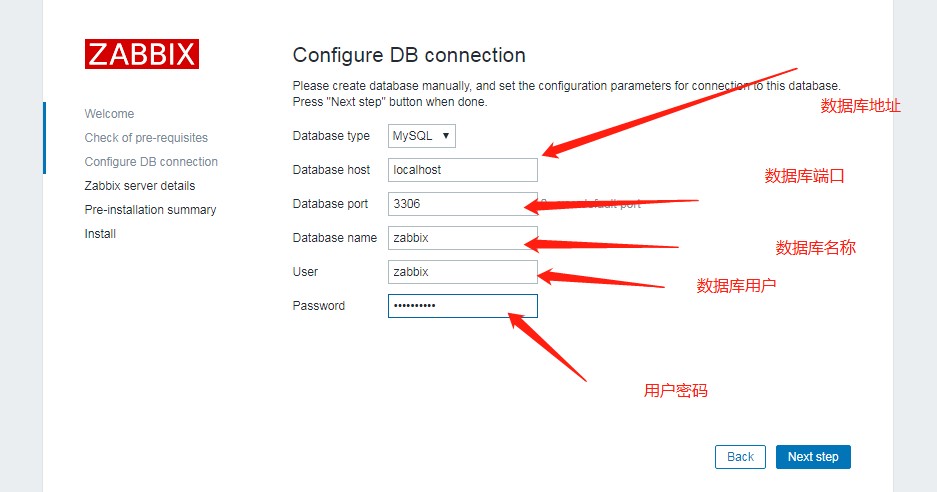 ZABBIX
Welcome
Check of pre-requisites
Configure DB connection
Zabbix server details
Pre-installation summary
Install
Configure DB connection
Please create database manually, and set the configuration parameters for connection to this database.
Press "Next step" button when done.
Database type MySQL ▼
Database host localhost
数据库地址
Database port 3306 default port
数据库端口
Database name zabbix
数据库名称
User zabbix
数据库用户
Password ••••••••••
用户密码
Back Next step